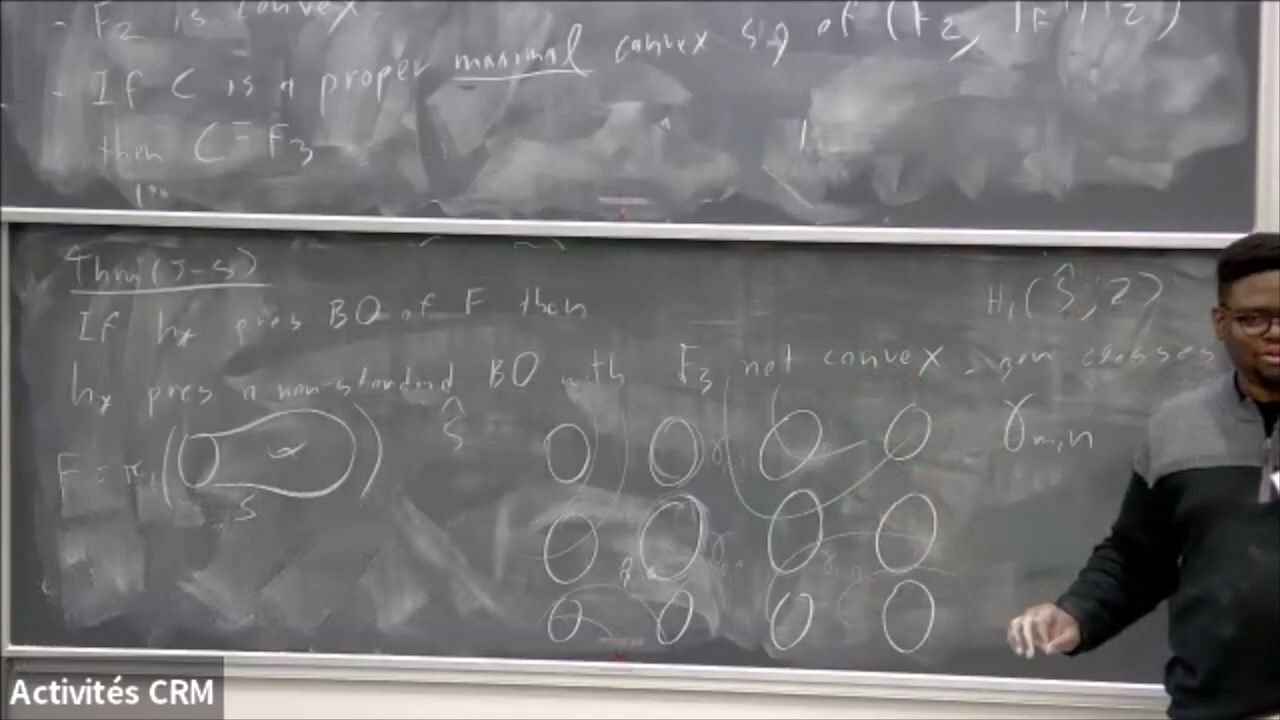 - F₂ is convex
- If C is a proper maximal convex sg of (F₂,
then C = F₃
Thm (J-S)
If h* pres BO of F then
h* pres a non-standard BO with F₃ not convex
H₁(Ŝ, Z)
gen classes
γm,n
F = π₁( )
S
Ŝ
Activités CRM